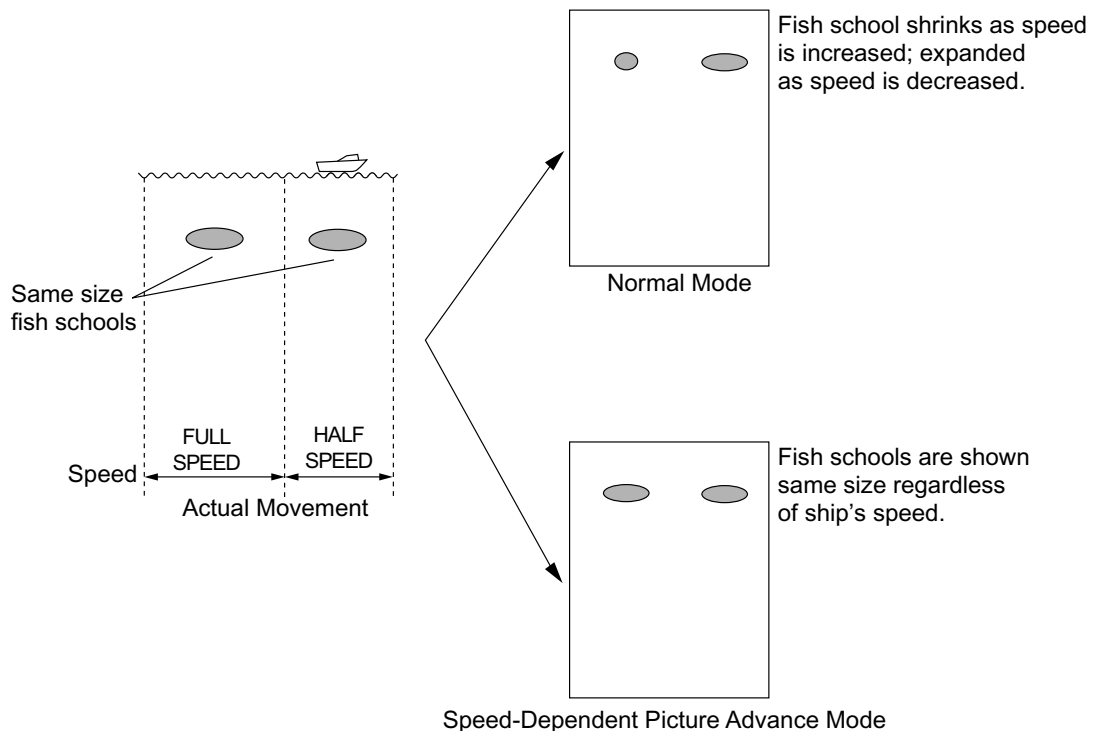 Fish school shrinks as speed
is increased; expanded
as speed is decreased.
Normal Mode
Same size
fish schools
FULL
SPEED
HALF
SPEED
Speed
Actual Movement
Fish schools are shown
same size regardless
of ship's speed.
Speed-Dependent Picture Advance Mode